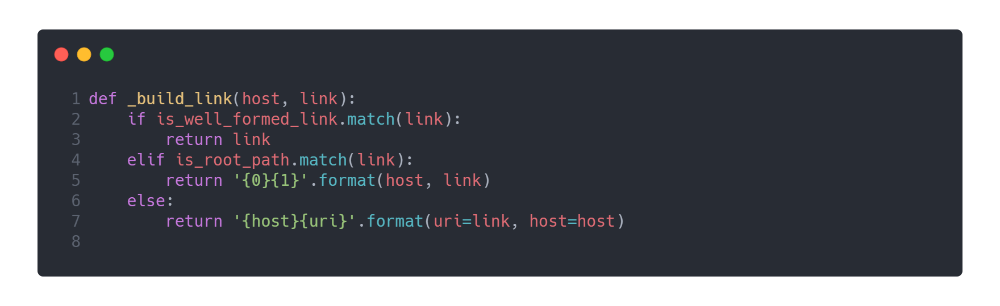 1 def _build_link(host, link):
2     if is_well_formed_link.match(link):
3         return link
4     elif is_root_path.match(link):
5         return '{0}{1}'.format(host, link)
6     else:
7         return '{host}{uri}'.format(uri=link, host=host)
8